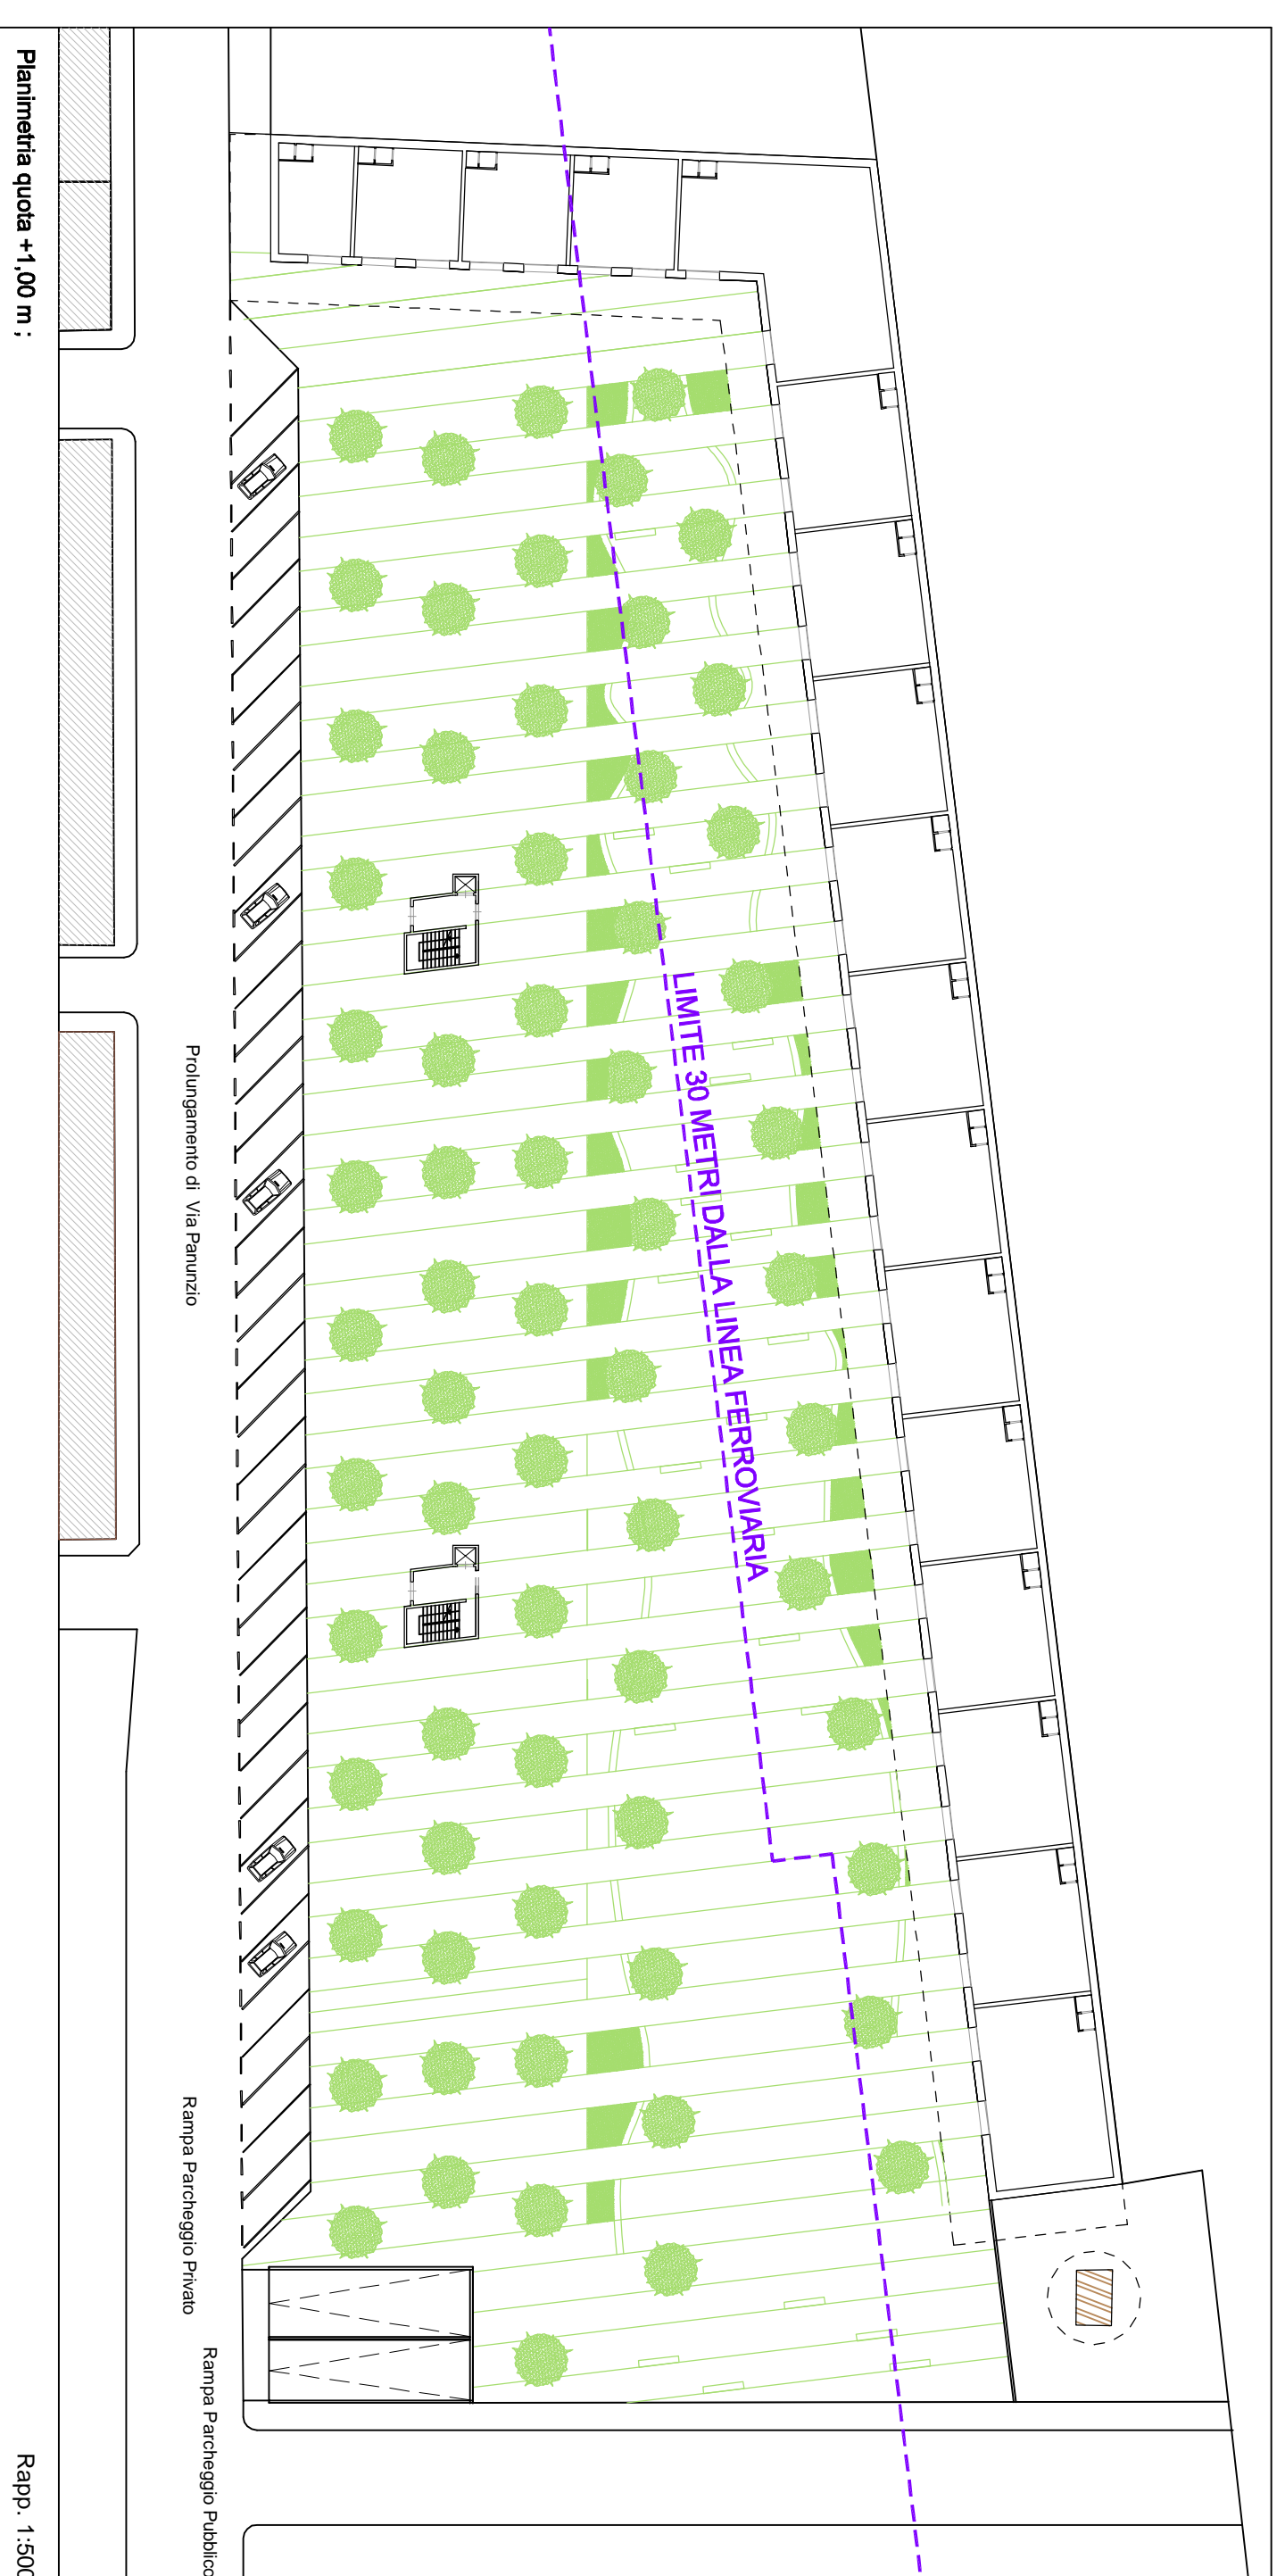 LIMITE 30 METRI DALLA LINEA FERROVIARIA
Prolungamento di Via Panunzio
Rampa Parcheggio Privato
Rampa Parcheggio Pubblico
Planimetria quota +1,00 m ;
Rapp. 1:500